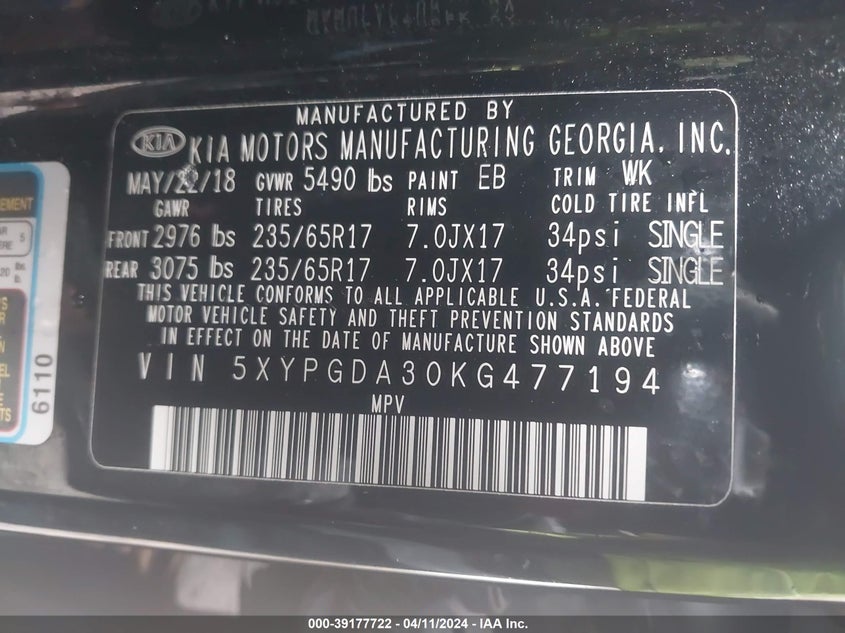 MANUFACTURED BY
KIA KIA MOTORS MANUFACTURING GEORGIA, INC.
MAY/22/18 GVWR 5490 lbs PAINT EB TRIM WK
GAWR TIRES RIMS COLD TIRE INFL
FRONT 2976 lbs 235/65R17 7.0JX17 34psi SINGLE
REAR 3075 lbs 235/65R17 7.0JX17 34psi SINGLE
THIS VEHICLE CONFORMS TO ALL APPLICABLE U.S.A. FEDERAL
MOTOR VEHICLE SAFETY AND THEFT PREVENTION STANDARDS
IN EFFECT ON THE DATE OF MANUFACTURE SHOWN ABOVE
VIN 5XYPGDA30KG477194
MPV
6110
000-39177722 - 04/11/2024 - IAA Inc.